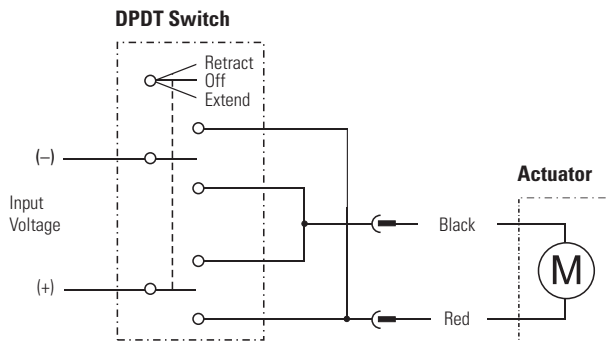 DPDT Switch
Retract
Off
Extend
(–)
Input
Voltage
(+)
Actuator
Black
M
Red